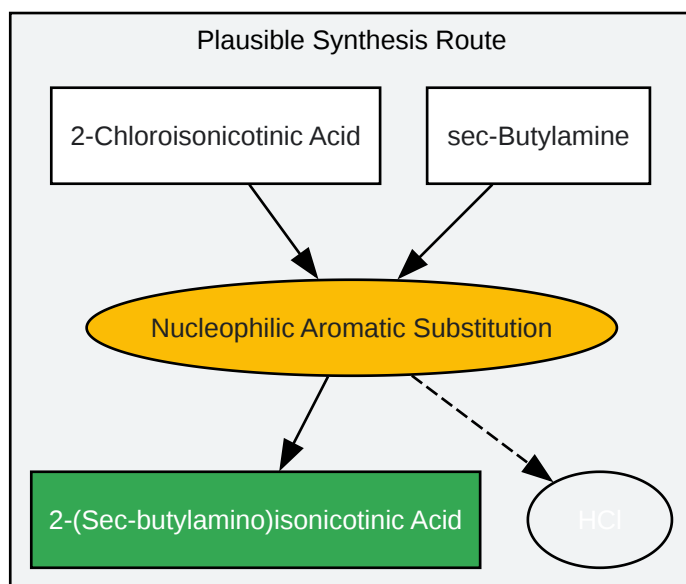 Plausible Synthesis Route
2-Chloroisonicotinic Acid
sec-Butylamine
Nucleophilic Aromatic Substitution
2-(Sec-butylamino)isonicotinic Acid
HCl